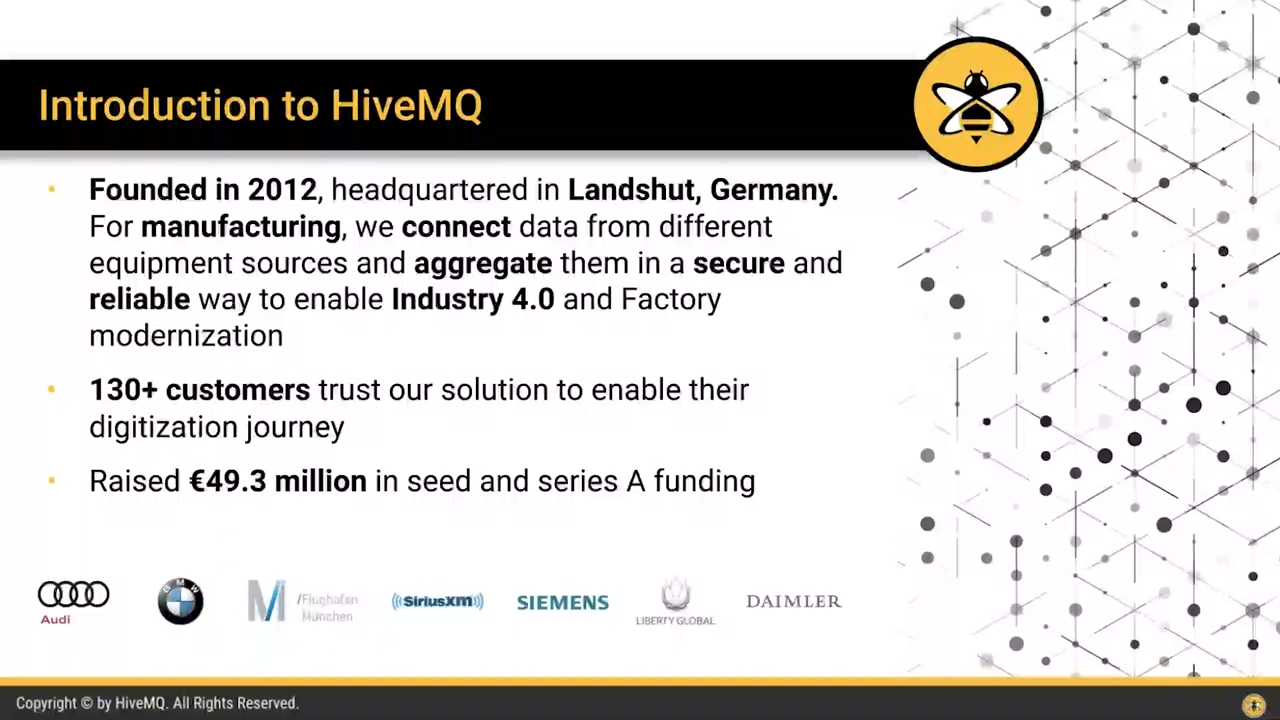 Introduction to HiveMQ
• Founded in 2012, headquartered in Landshut, Germany.
For manufacturing, we connect data from different
equipment sources and aggregate them in a secure and
reliable way to enable Industry 4.0 and Factory
modernization
• 130+ customers trust our solution to enable their
digitization journey
• Raised €49.3 million in seed and series A funding
Audi
BMW
M /Flughafen
München
SiriusXM
SIEMENS
LIBERTY GLOBAL
DAIMLER
Copyright © by HiveMQ. All Rights Reserved.